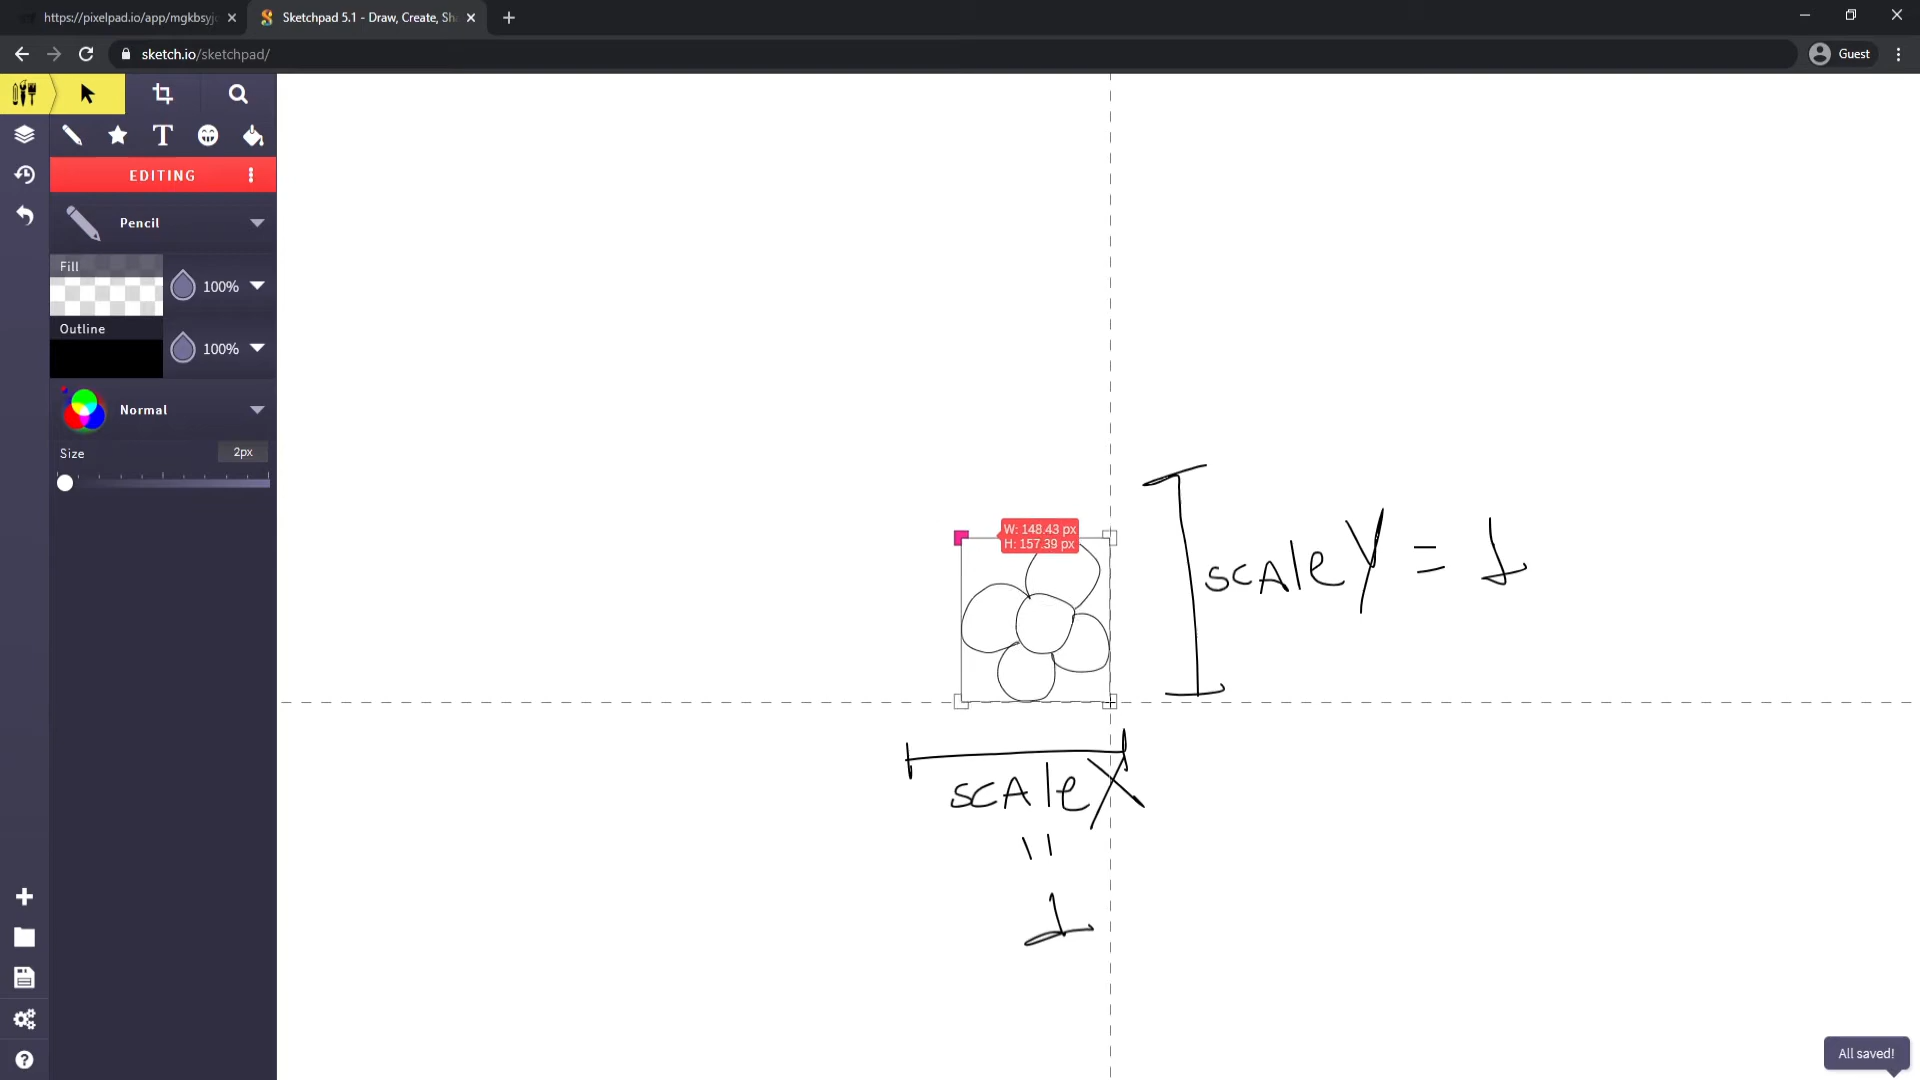 https://pixelpad.io/app/mgkbsyj
Sketchpad 5.1 - Draw, Create, Sh
sketch.io/sketchpad/
Guest
T
EDITING
Pencil
Fill
100%
Outline
100%
Normal
Size
2px
W: 148.43 px
H: 157.39 px
scAleY = 1
scAleX
=
1
All saved!